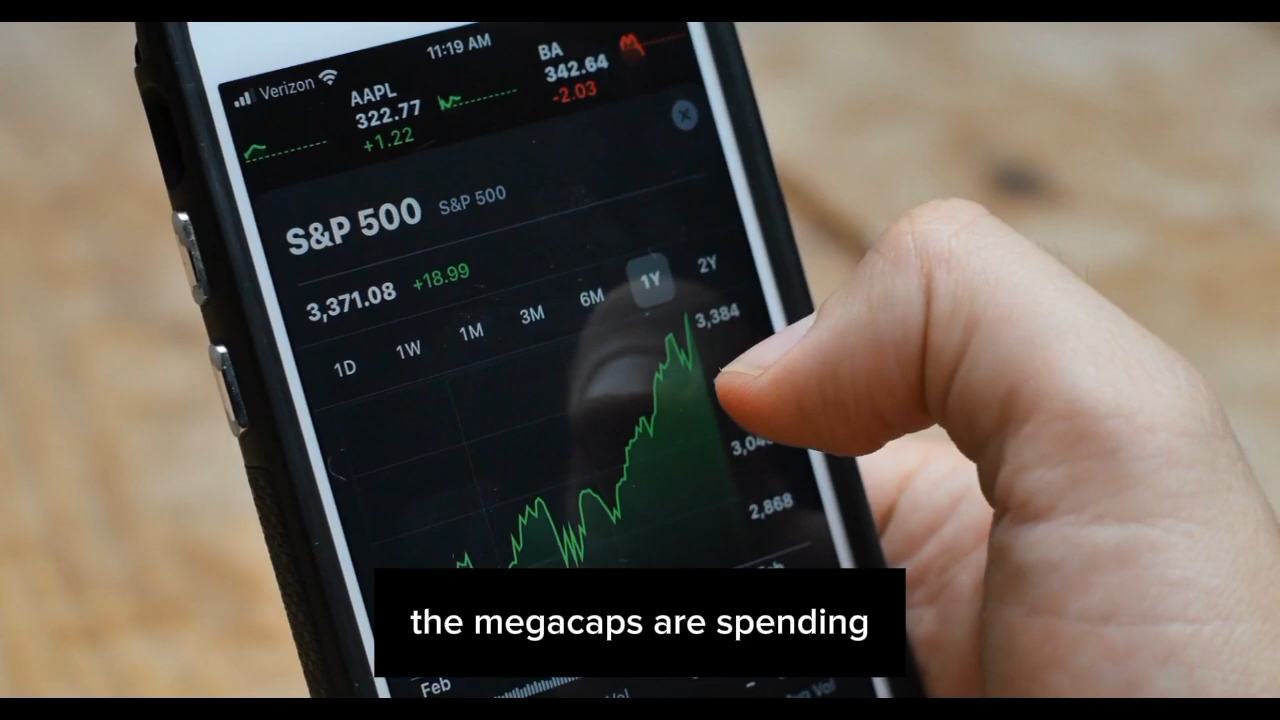 Verizon
11:19 AM
AAPL
322.77
+1.22
BA
342.64
-2.03
S&P 500 S&P 500
3,371.08 +18.99
1D 1W 1M 3M 6M 1Y 2Y
3,384
2,868
the megacaps are spending
Feb
Vol